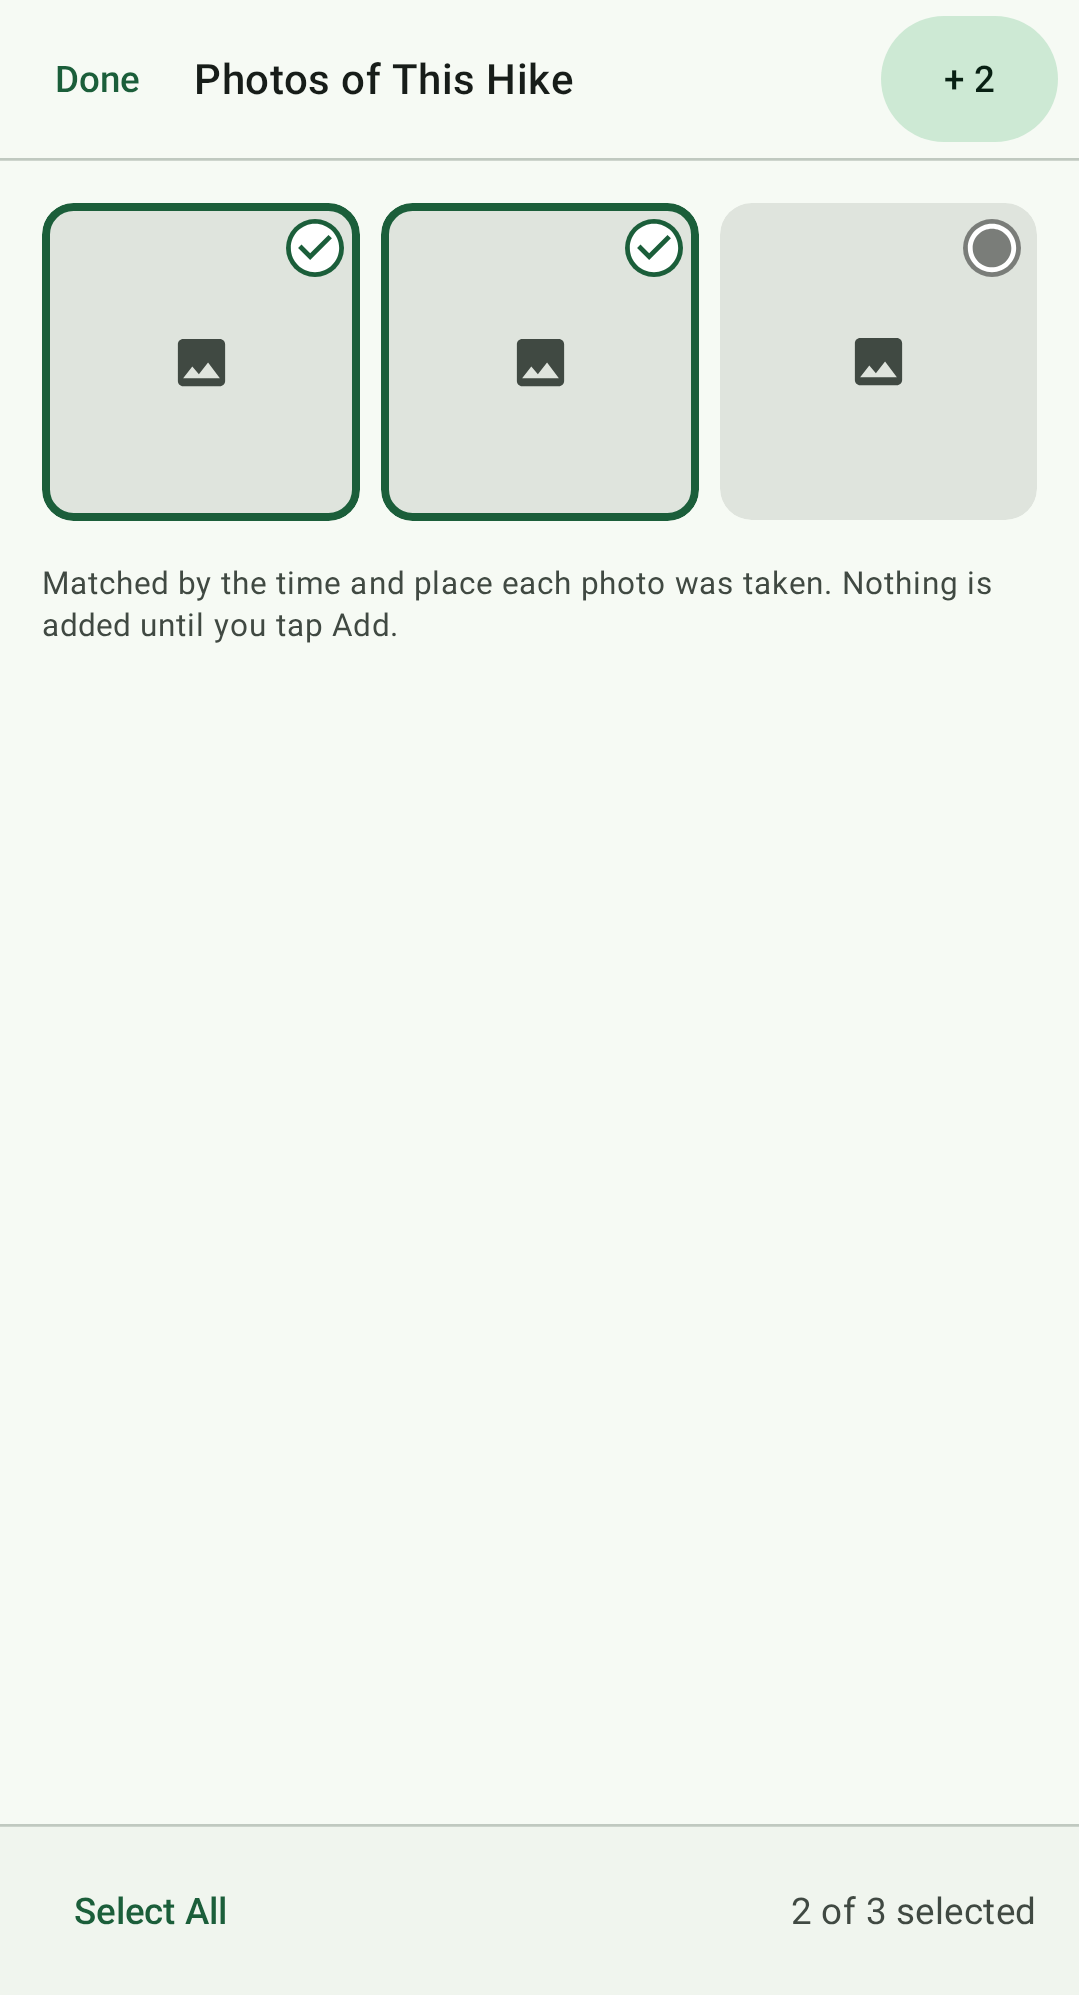 Done
Photos of This Hike
+ 2
Matched by the time and place each photo was taken. Nothing is
added until you tap Add.
Select All
2 of 3 selected